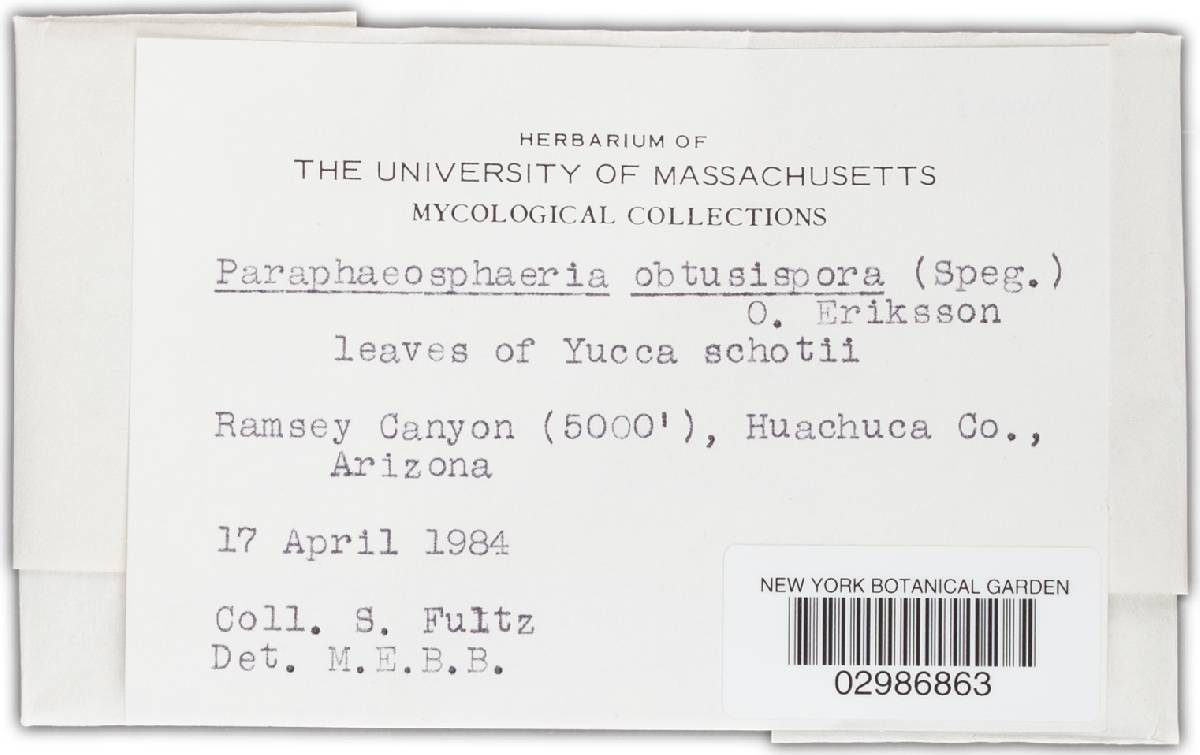 HERBARIUM OF
THE UNIVERSITY OF MASSACHUSETTS
MYCOLOGICAL COLLECTIONS
Paraphaeosphaeria obtusispora (Speg.)
O. Eriksson
leaves of Yucca schotii
Ramsey Canyon (5000'), Huachuca Co.,
Arizona
17 April 1984
Coll. S. Fultz
Det. M.E.B.B.
NEW YORK BOTANICAL GARDEN
02986863